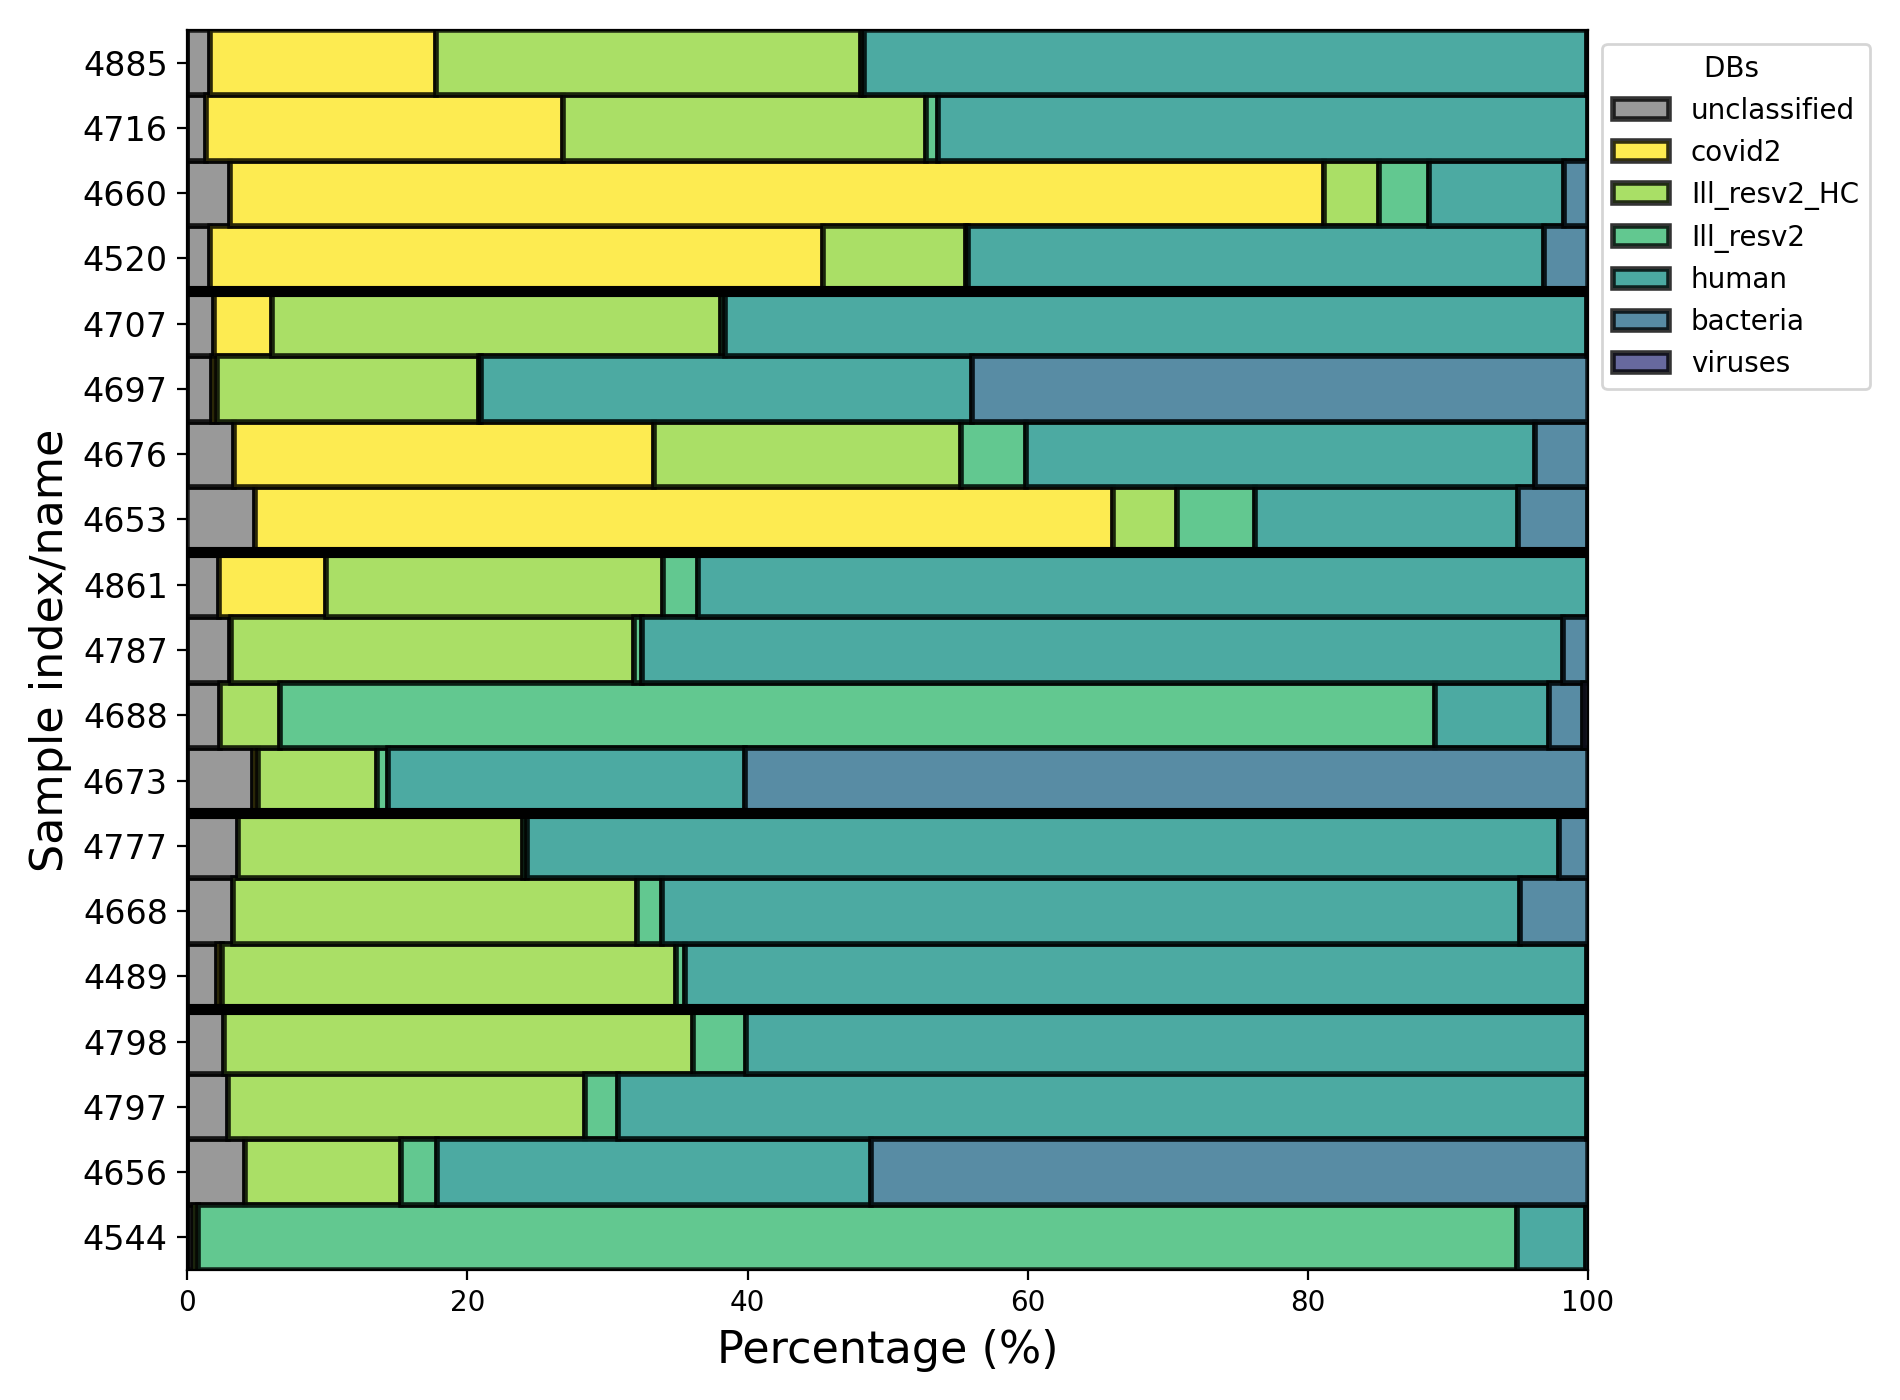 4885
4716
4660
4520
4707
4697
4676
4653
4861
4787
4688
4673
4777
4668
4489
4798
4797
4656
4544
Sample index/name
0 20 40 60 80 100
Percentage (%)
DBs
unclassified
covid2
Ill_resv2_HC
Ill_resv2
human
bacteria
viruses